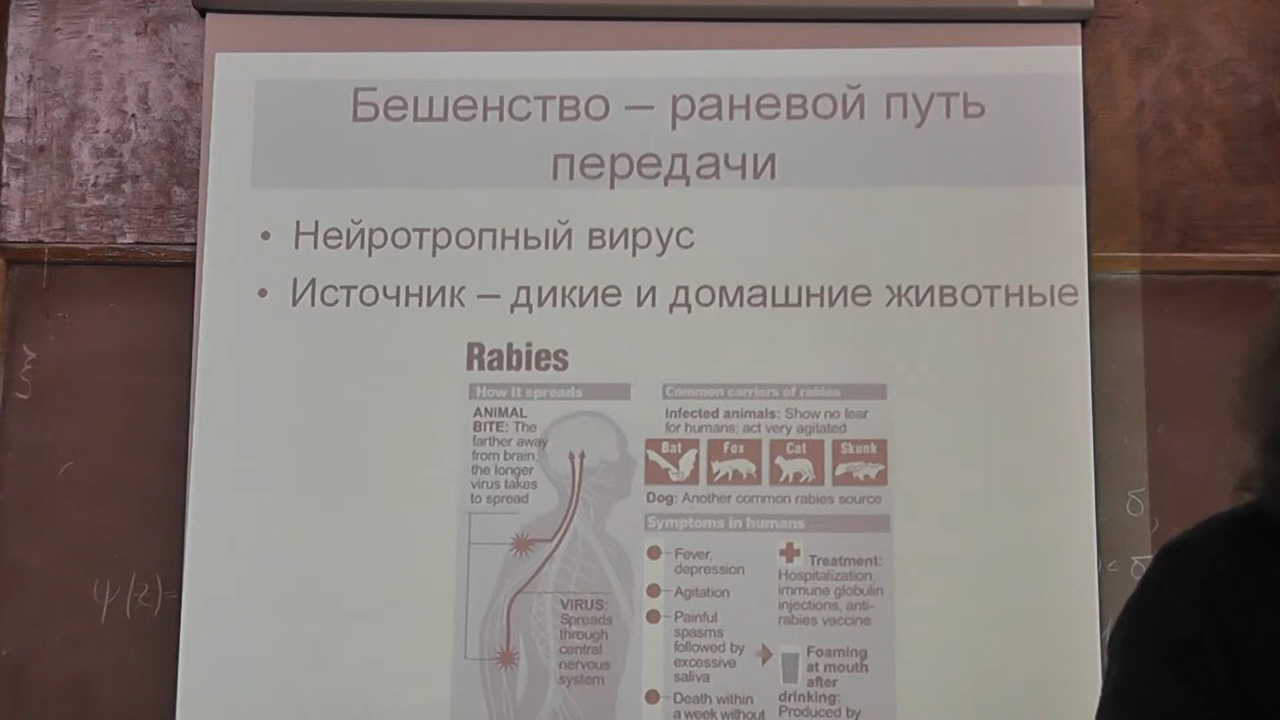 Бешенство – раневой путь
передачи
• Нейротропный вирус
• Источник – дикие и домашние животные
Rabies
How it spreads
ANIMAL
BITE: The
farther away
from brain,
the longer
virus takes
to spread
VIRUS:
Spreads
through
central
nervous
system
Common carriers of rabies
Infected animals: Show no fear
for humans; act very agitated
Bat Fox Cat Skunk
Dog: Another common rabies source
Symptoms in humans
Fever,
depression
Agitation
Painful
spasms
followed by
excessive
saliva
Death within
a week without
Treatment:
Hospitalization,
immune globulin
injections, anti-
rabies vaccine
Foaming
at mouth
after
drinking:
Produced by
ψ(z)=